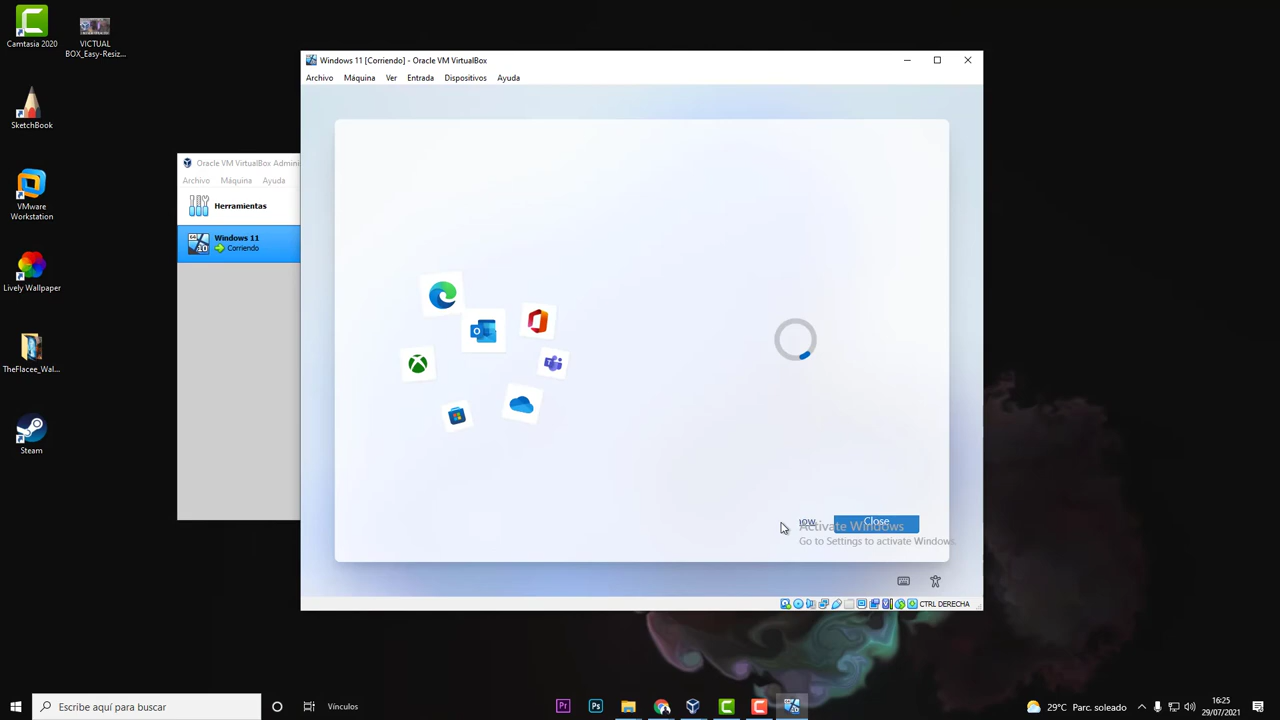 Camtasia 2020
VICTUAL
BOX_Easy-Resiz...
SketchBook
VMware
Workstation
Lively Wallpaper
TheFlacee_Wal...
Steam
Oracle VM VirtualBox Admini
Archivo Máquina Ayuda
Herramientas
Windows 11
Corriendo
Windows 11 [Corriendo] - Oracle VM VirtualBox
Archivo Máquina Ver Entrada Dispositivos Ayuda
Close
Activate Windows
Go to Settings to activate Windows.
CTRL DERECHA
Escribe aquí para buscar
Vínculos
29°C Parc. soleado
16:25
29/07/2021